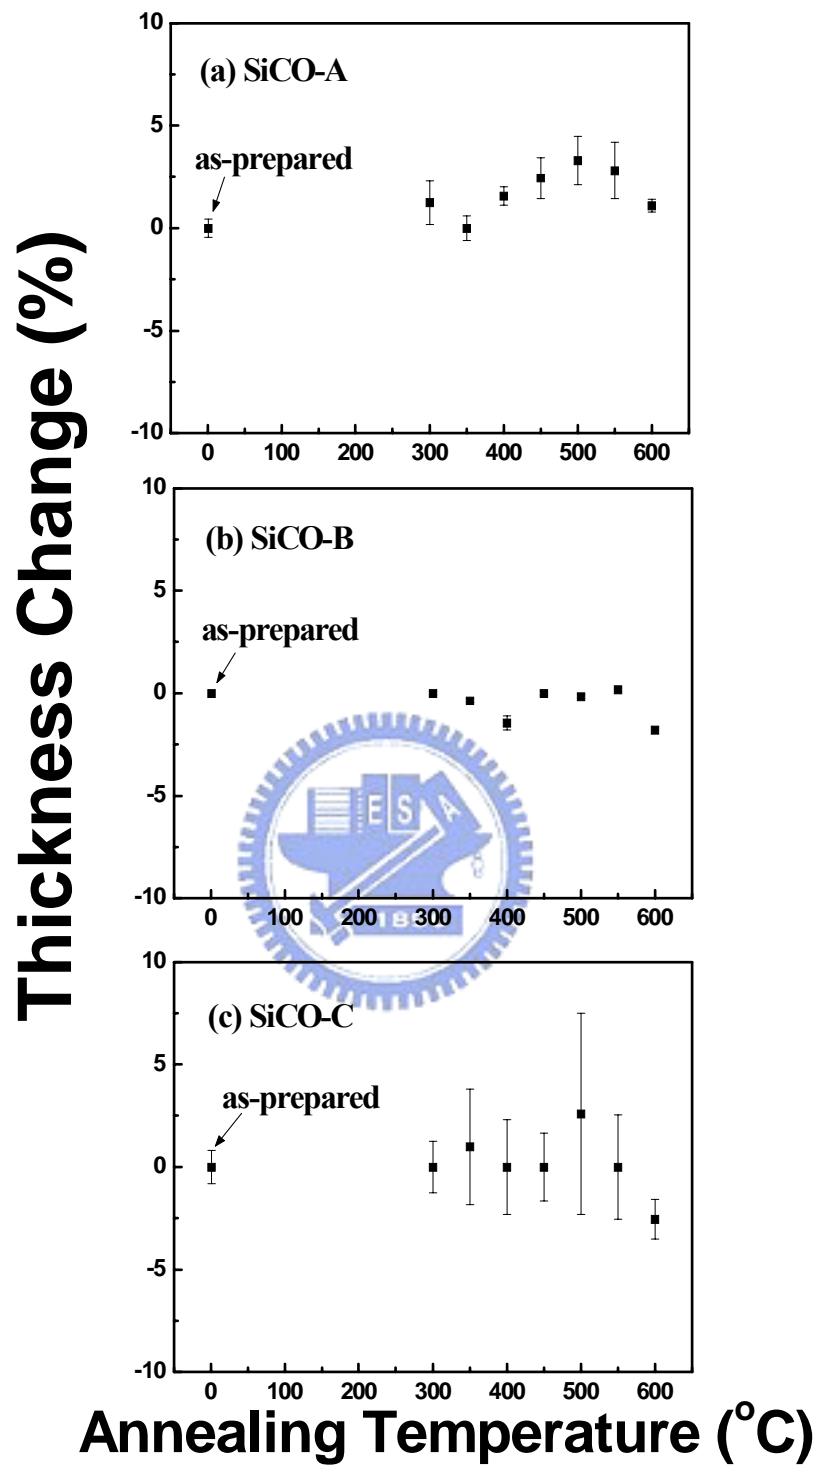 Thickness Change (%)
10
(a) SiCO-A
5
as-prepared
0
-5
-10
0 100 200 300 400 500 600
10
(b) SiCO-B
5
as-prepared
0
E S A
-5
-10
0 100 200 300 400 500 600
10
(c) SiCO-C
5
as-prepared
0
-5
-10
0 100 200 300 400 500 600
Annealing Temperature (°C)